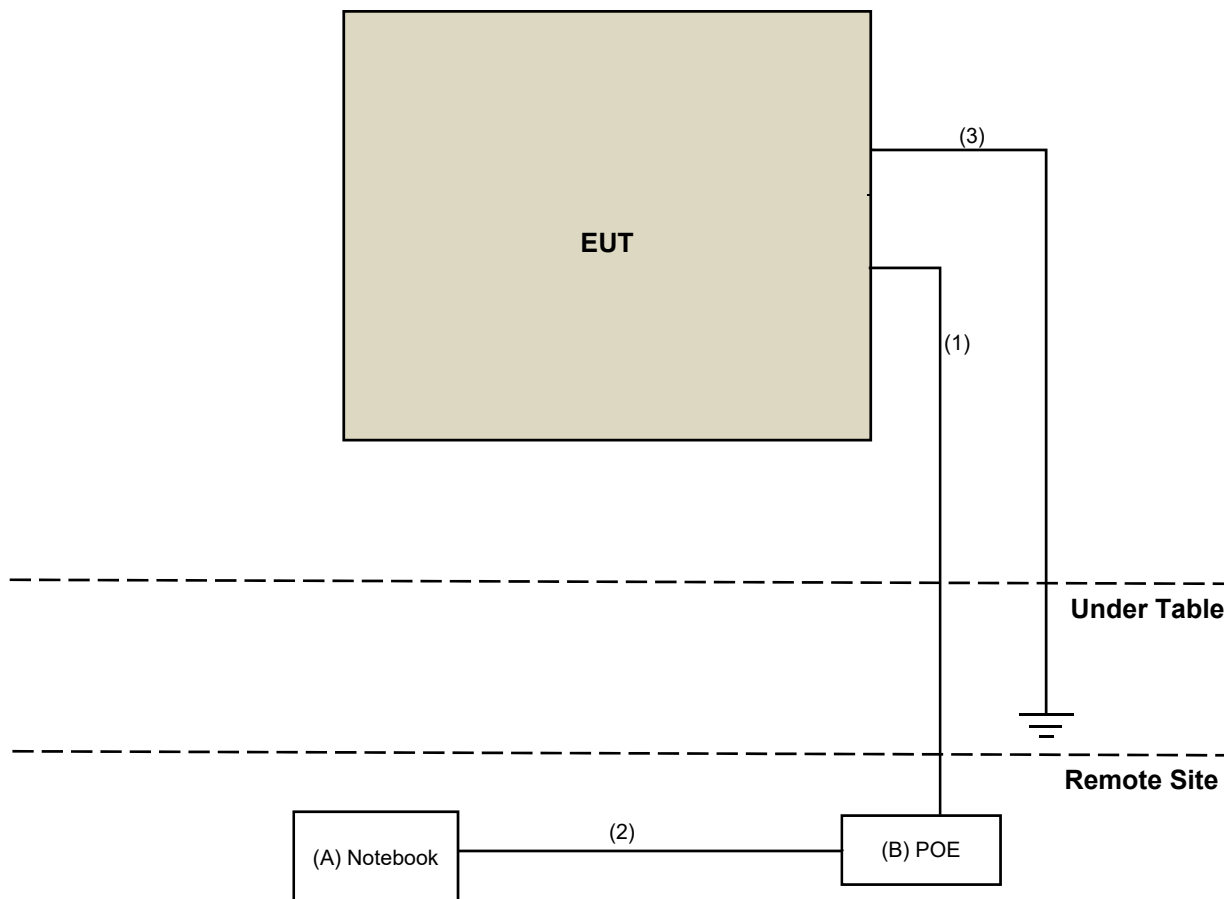 (3)
EUT
(1)
Under Table
Remote Site
(2)
(A) Notebook
(B) POE